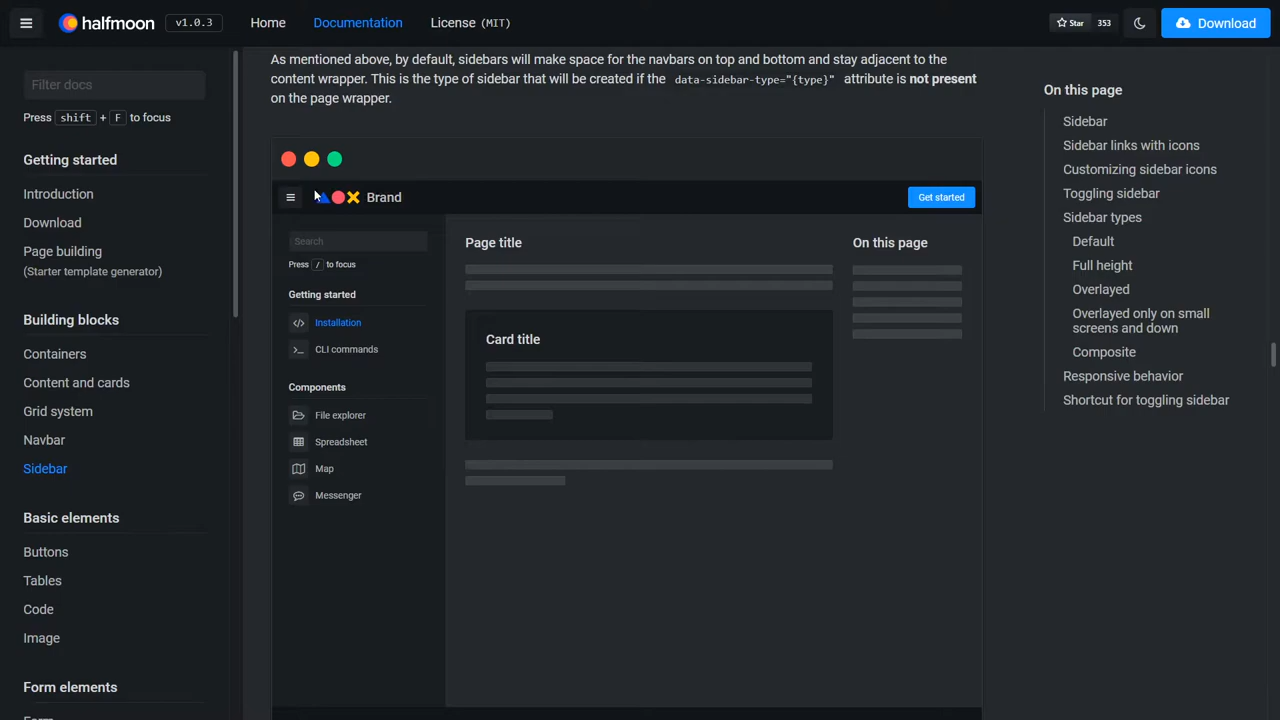 halfmoon
v1.0.3
Home
Documentation
License (MIT)
Star
353
Download
Filter docs
Press shift + F to focus
Getting started
Introduction
Download
Page building
(Starter template generator)
Building blocks
Containers
Content and cards
Grid system
Navbar
Sidebar
Basic elements
Buttons
Tables
Code
Image
Form elements
As mentioned above, by default, sidebars will make space for the navbars on top and bottom and stay adjacent to the
content wrapper. This is the type of sidebar that will be created if the data-sidebar-type="{type}" attribute is not present
on the page wrapper.
Brand
Get started
Search
Press / to focus
Getting started
Installation
CLI commands
Components
File explorer
Spreadsheet
Map
Messenger
Page title
Card title
On this page
On this page
Sidebar
Sidebar links with icons
Customizing sidebar icons
Toggling sidebar
Sidebar types
Default
Full height
Overlayed
Overlayed only on small
screens and down
Composite
Responsive behavior
Shortcut for toggling sidebar